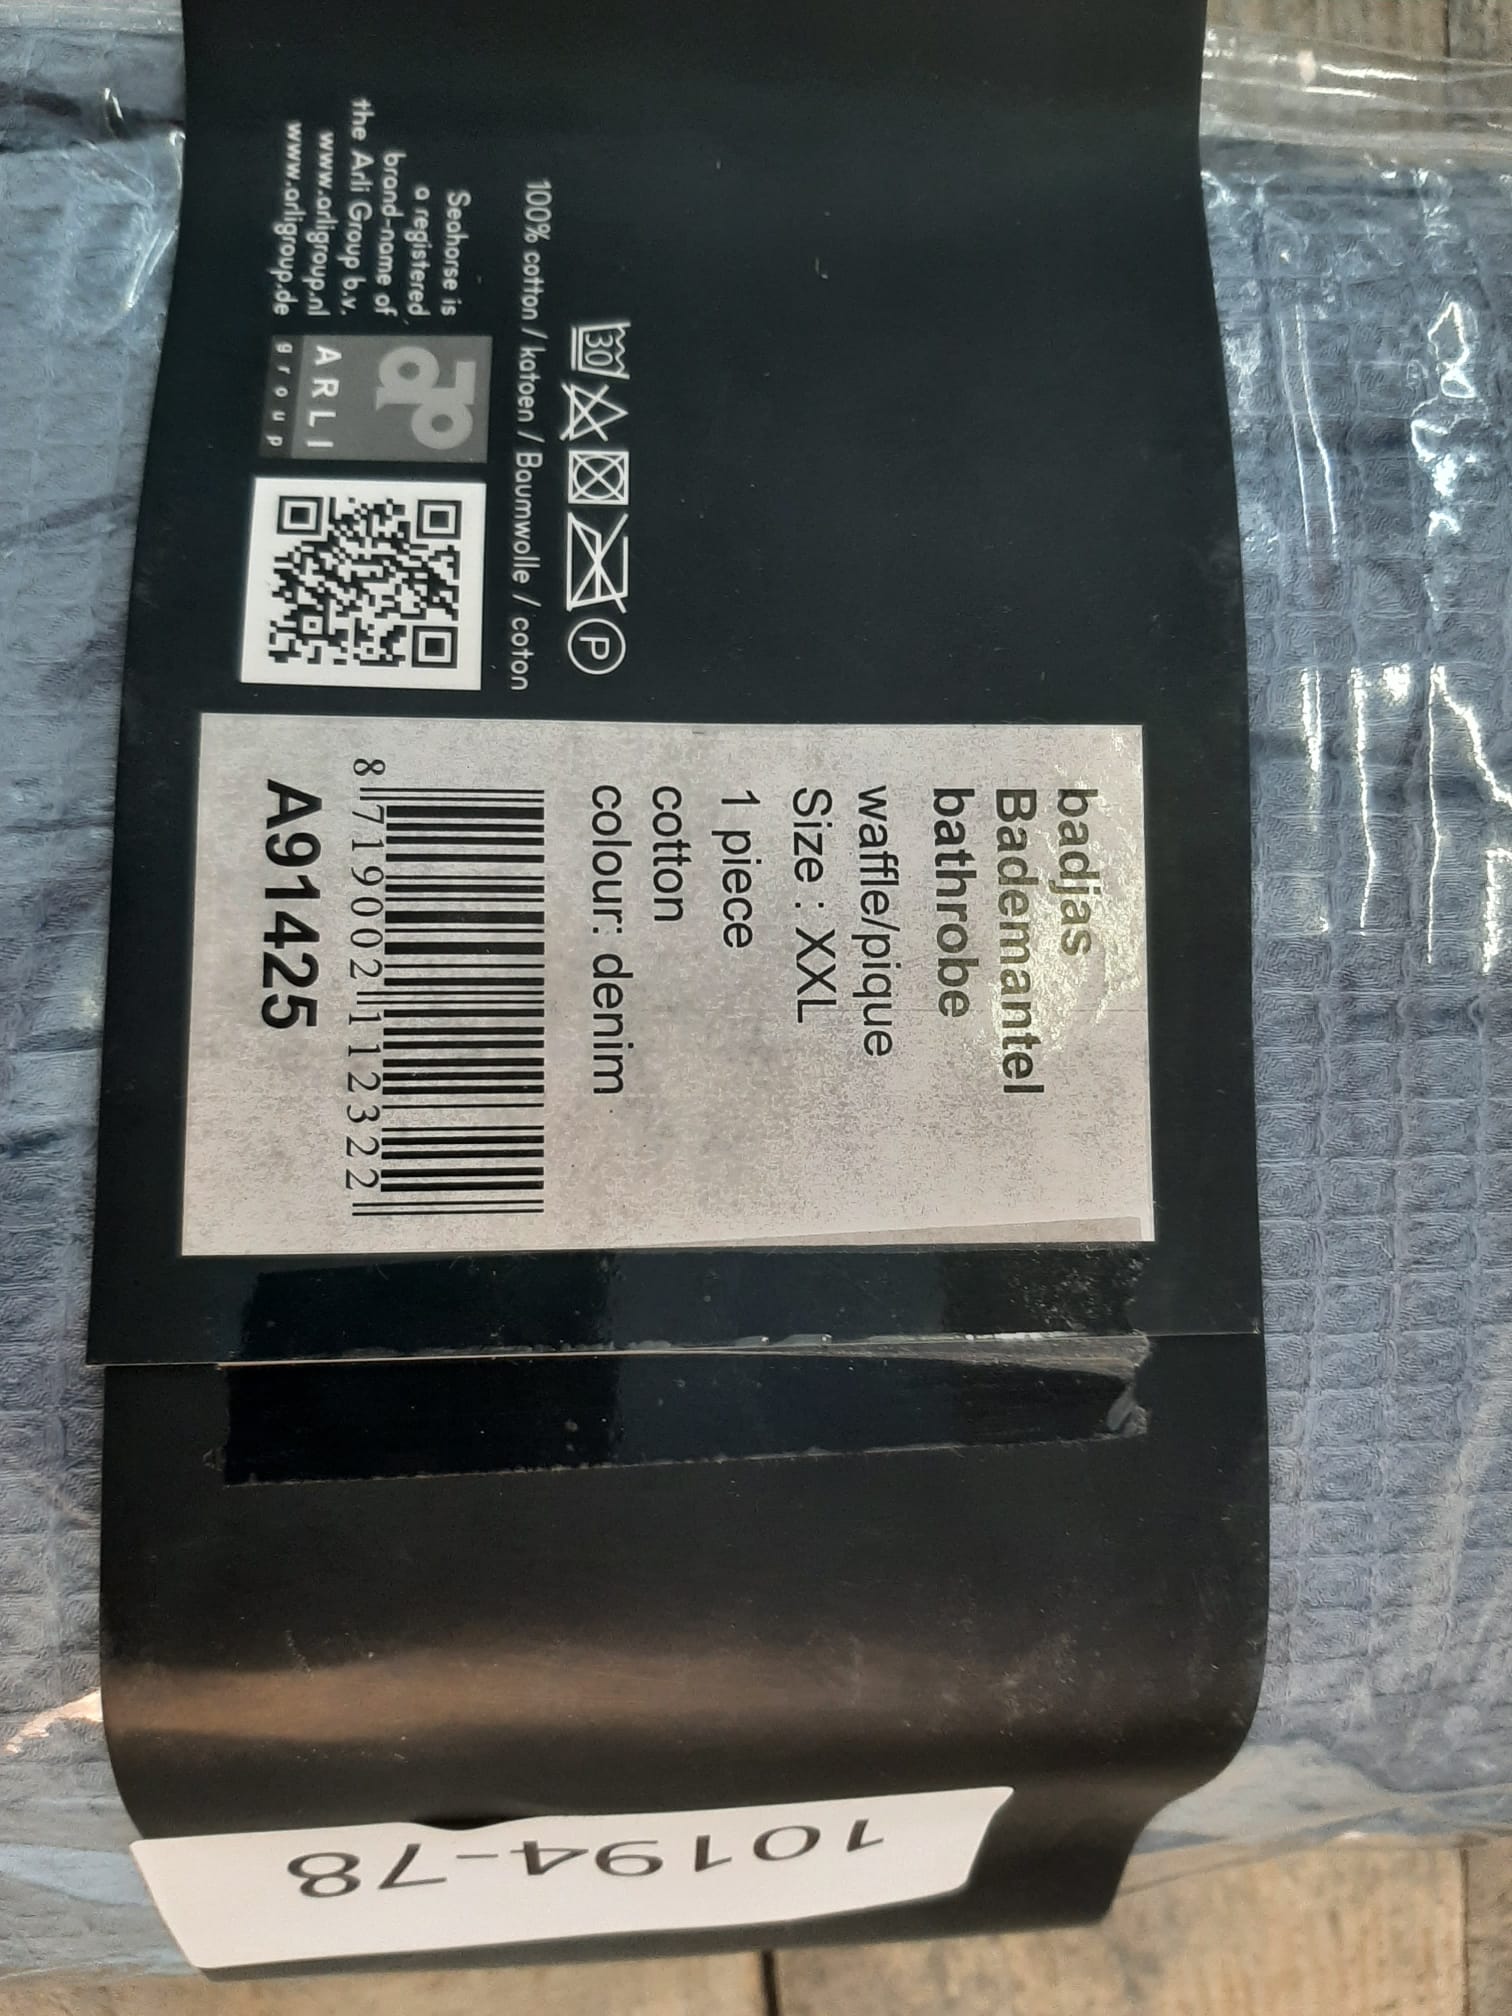 30
P
100% cotton / katoen / Baumwolle / coton
Seahorse is
a registered
brand-name of
the Arli Group b.v.
www.arligroup.nl
www.arligroup.de
ARLI
group
badjas
Bademantel
bathrobe
waffle/pique
Size : XXL
1 piece
cotton
colour: denim
8 719002 112322
A91425
10194-78